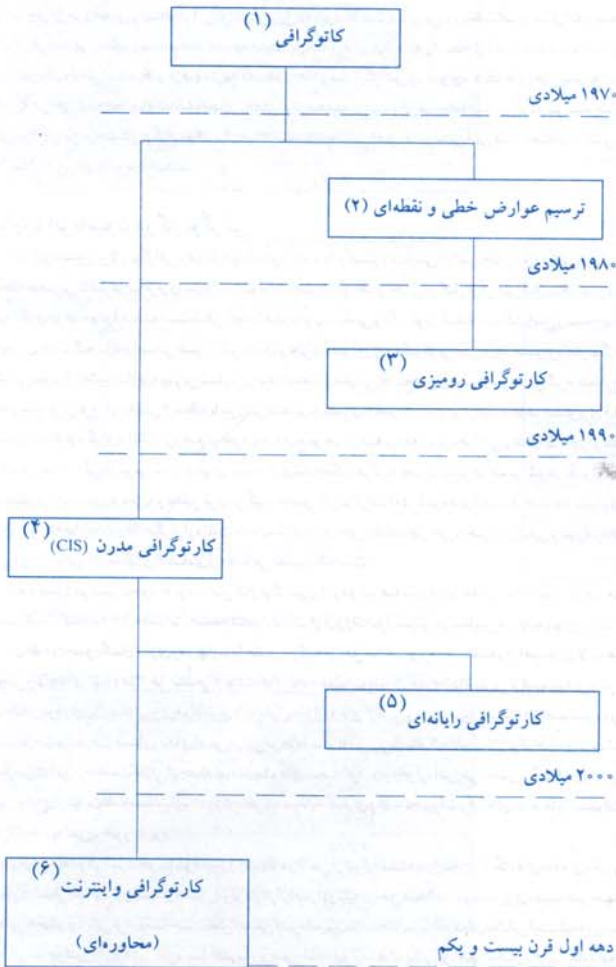 کاتوگرافی (۱)
۱۹۷۰ میلادی
ترسیم عوارض خطی و نقطه‌ای (۲)
۱۹۸۰ میلادی
(۳)
کارتوگرافی رومیزی
۱۹۹۰ میلادی
(۴)
کارتوگرافی مدرن (CIS)
(۵)
کارتوگرافی رایانه‌ای
۲۰۰۰ میلادی
(۶)
کارتوگرافی و اینترنت
(محاوره‌ای)
دهه اول قرن بیست و یکم